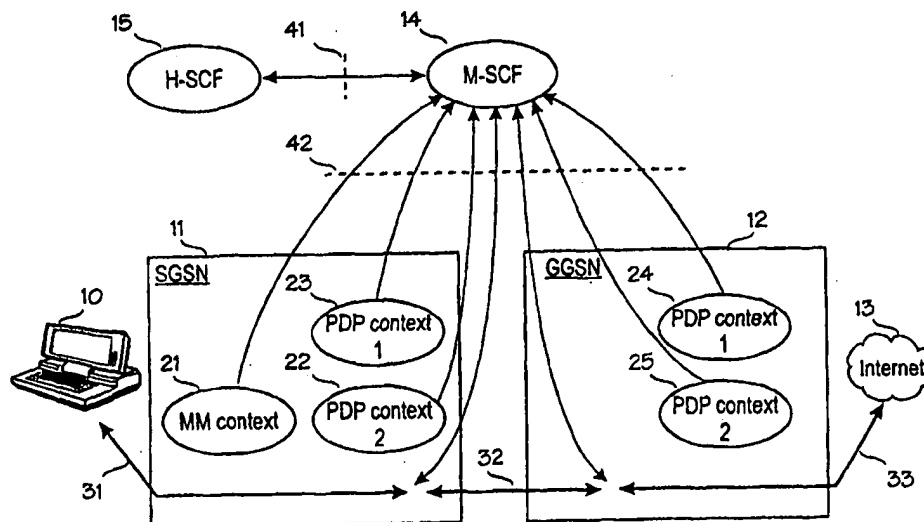 15
41
14
H-SCF
M-SCF
42
11
12
SGSN
GGSN
10
23
24
13
PDP context
1
PDP context
1
21
22
25
Internet
MM context
PDP context
2
PDP context
2
31
32
33